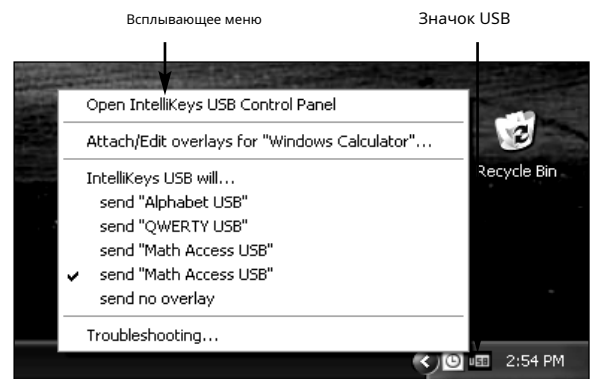 Всплывающее меню
Значок USB
Open IntelliKeys USB Control Panel
Attach/Edit overlays for "Windows Calculator"...
IntelliKeys USB will...
send "Alphabet USB"
send "QWERTY USB"
send "Math Access USB"
send "Math Access USB"
send no overlay
Troubleshooting...
Recycle Bin
USB
2:54 PM